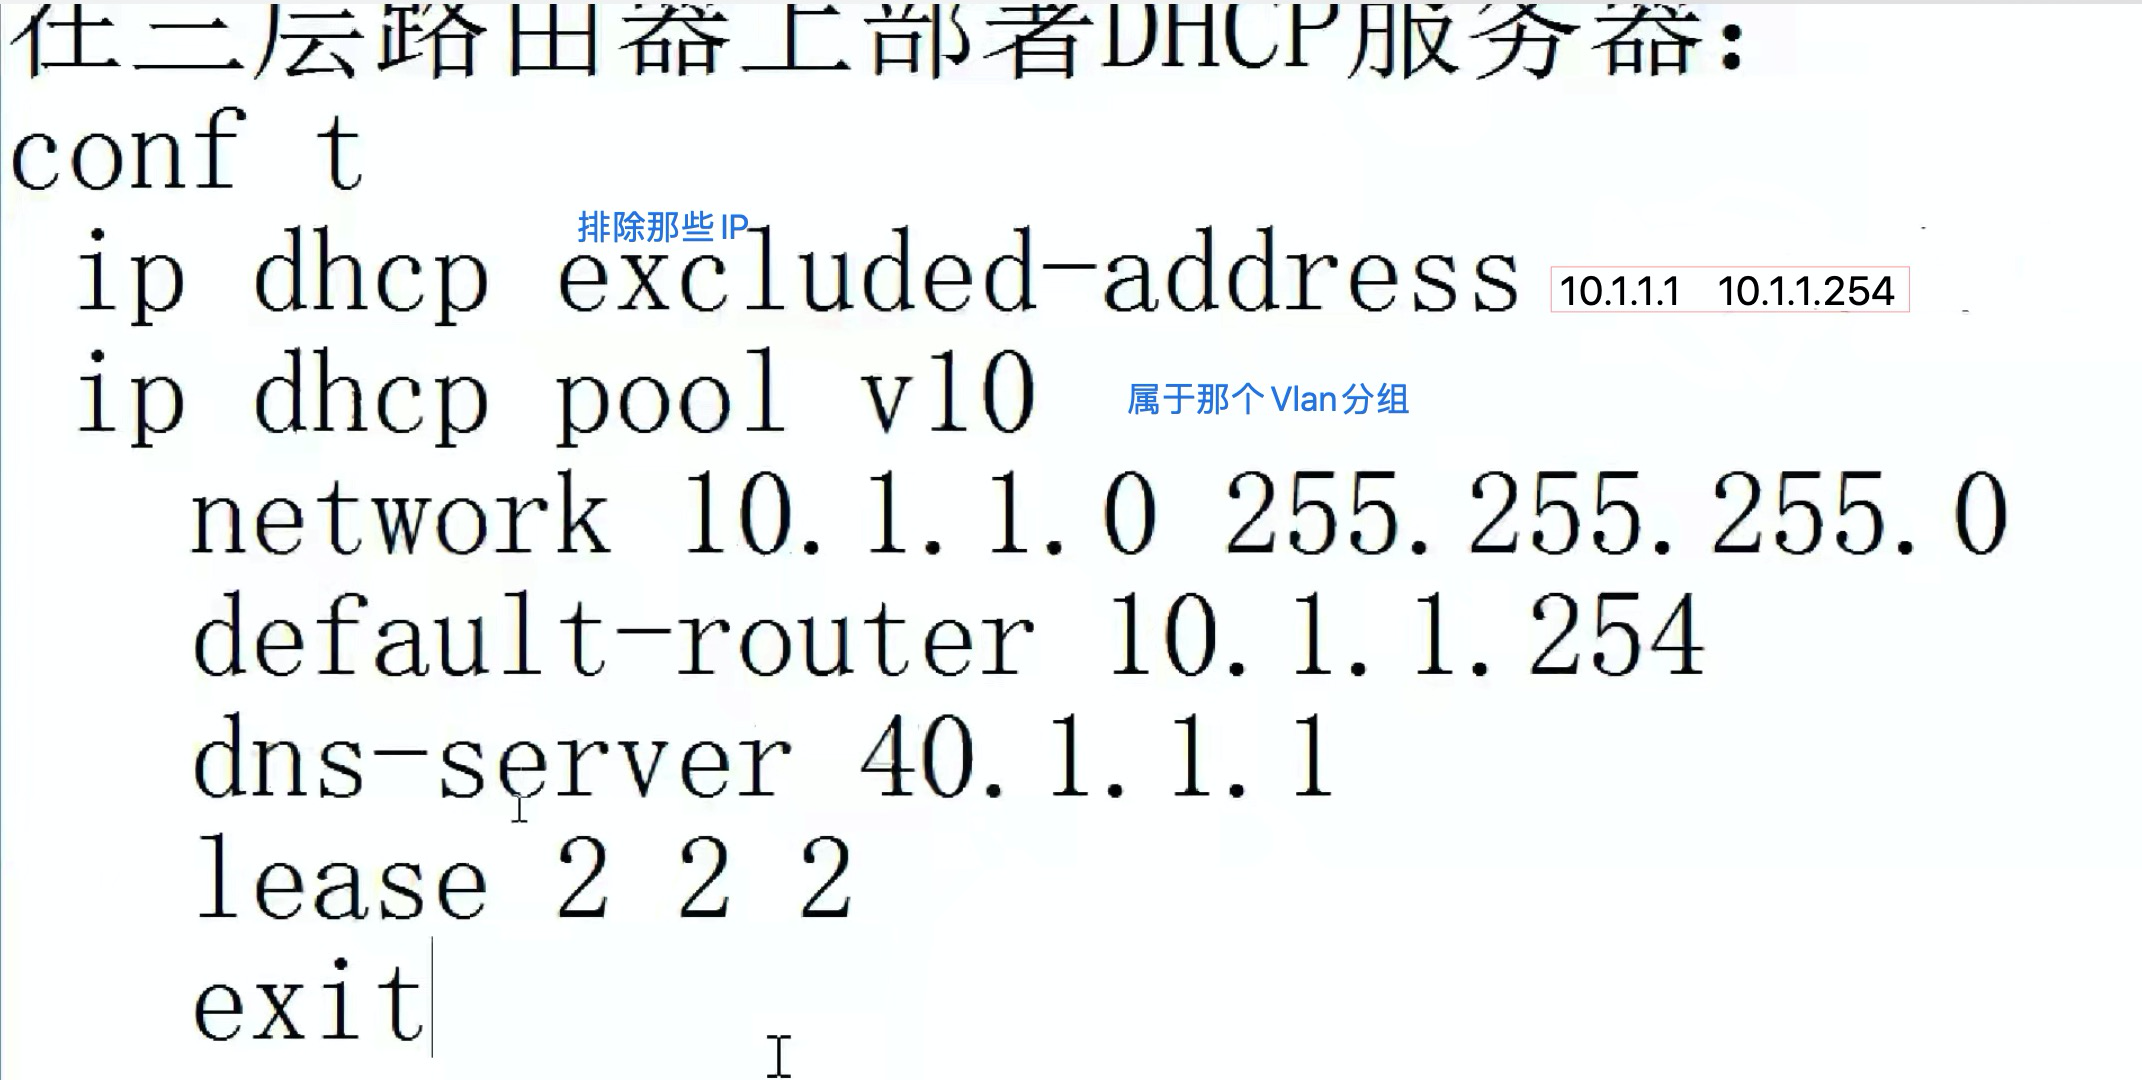 在三层路由器上部署DHCP服务器：
conf t
排除那些IP
ip dhcp excluded-address 10.1.1.1 10.1.1.254
ip dhcp pool v10 属于那个Vlan分组
network 10.1.1.0 255.255.255.0
default-router 10.1.1.254
dns-server 40.1.1.1
lease 2 2 2
exit